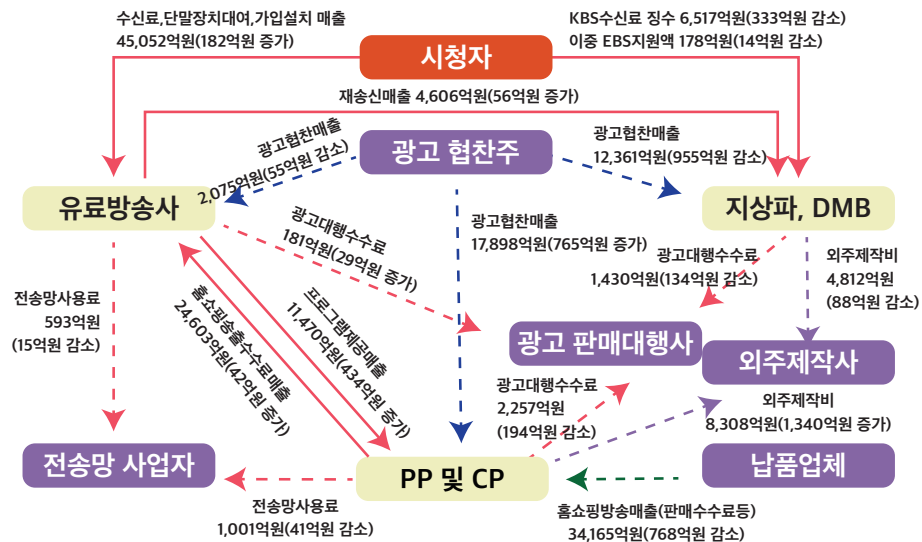 수신료,단말장치대여,가입설치 매출
45,052억원(182억원 증가)
KBS수신료 징수 6,517억원(333억원 감소)
이중 EBS지원액 178억원(14억원 감소)
시청자
재송신매출 4,606억원(56억원 증가)
광고협찬매출
2,075억원(55억원 감소)
광고 협찬주
광고협찬매출
12,361억원(955억원 감소)
유료방송사
지상파, DMB
광고대행수수료
181억원(29억원 증가)
광고협찬매출
17,898억원(765억원 증가)
광고대행수수료
1,430억원(134억원 감소)
외주제작비
4,812억원
(88억원 감소)
전송망사용료
593억원
(15억원 감소)
홈쇼핑송출수수료매출
24,603억원(42억원 증가)
프로그램제공매출
11,470억원(434억원 증가)
광고 판매대행사
외주제작사
광고대행수수료
2,257억원
(194억원 감소)
외주제작비
8,308억원(1,340억원 증가)
전송망 사업자
PP 및 CP
납품업체
전송망사용료
1,001억원(41억원 감소)
홈쇼핑방송매출(판매수수료등)
34,165억원(768억원 감소)